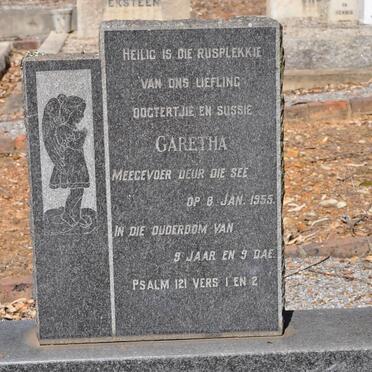 ENSTEEN
HEILIG IS DIE RUSPLEKKIE
VAN ONS LIEFLING
DOGTERTJIE EN SUSSIE
GARETHA
MEEGEVOER DEUR DIE SEE
OP 8 JAN. 1955.
IN DIE OUDERDOM VAN
9 JAAR EN 9 DAE.
PSALM 121 VERS 1 EN 2